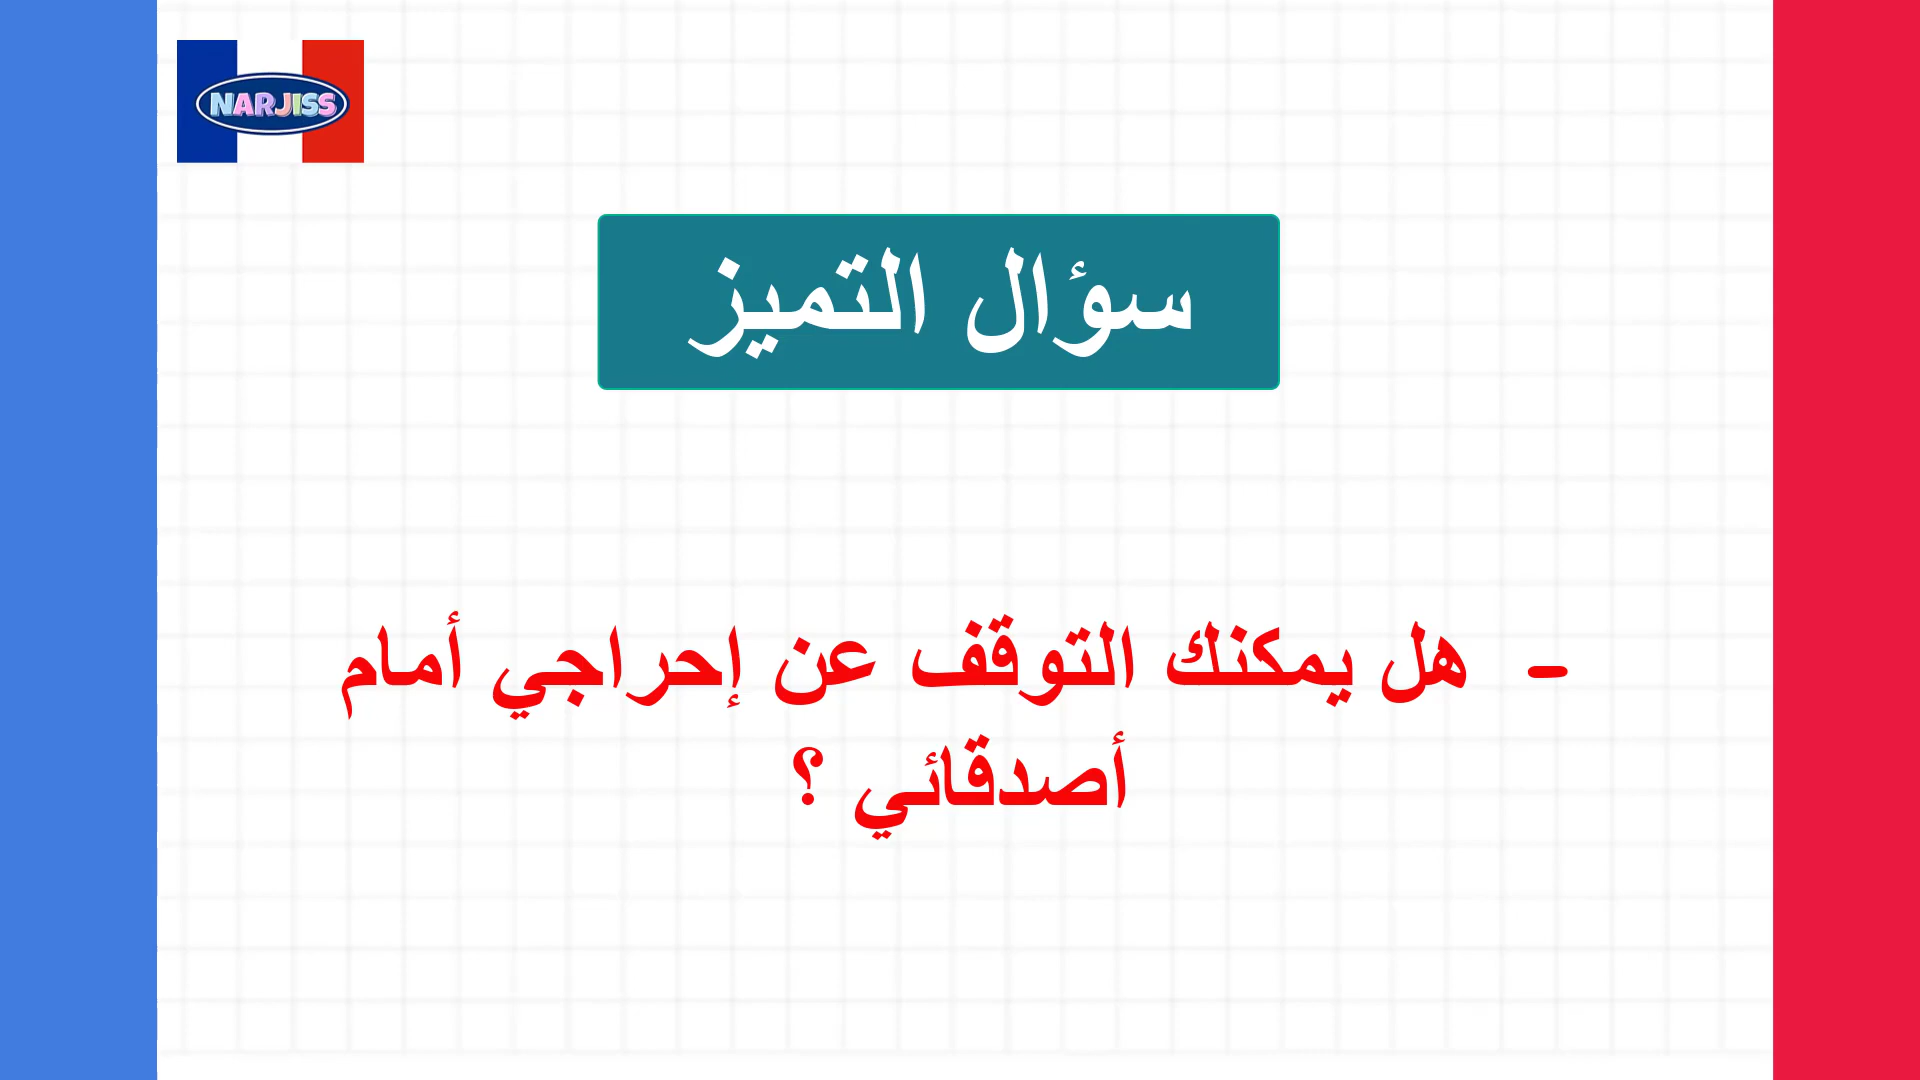 NARJISS
سؤال التميز
- هل يمكنك التوقف عن إحراجي أمام
أصدقائي ؟